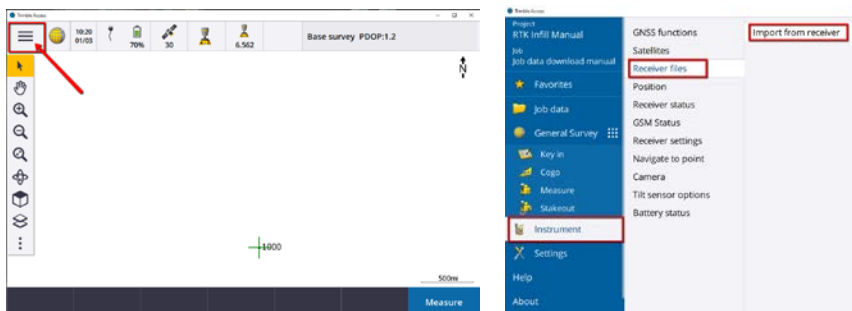 Trimble Access
10:20
01/03
70%
30
6.562
Base survey PDOP:1.2
N
1000
500m
Measure
Trimble Access
Project
RTK Infill Manual
Job
Job data download manual
Favorites
Job data
General Survey
Key in
Cogo
Measure
Stakeout
Instrument
Settings
Help
About
GNSS functions
Satellites
Receiver files
Position
Receiver status
GSM Status
Receiver settings
Navigate to point
Camera
Tilt sensor options
Battery status
Import from receiver